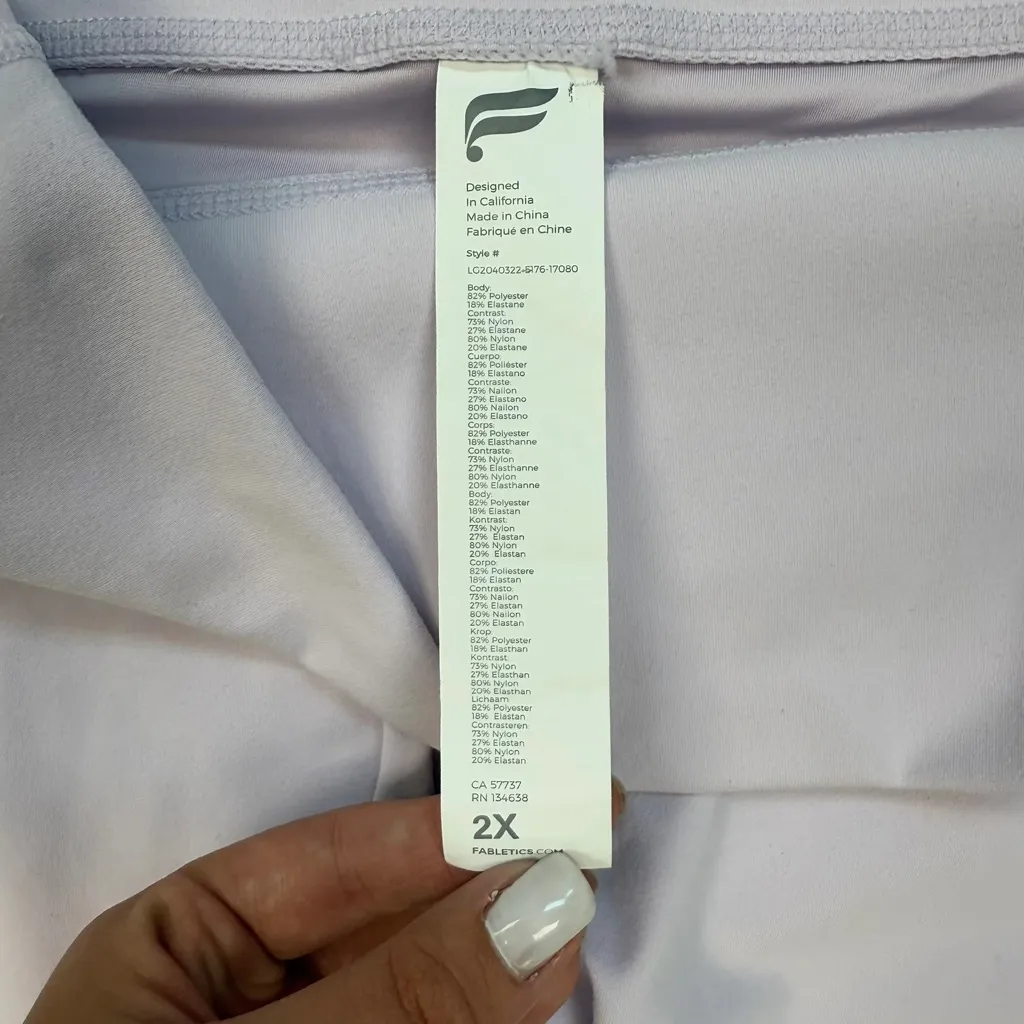 Designed
In California
Made in China
Fabriqué en Chine
Style #
LG2040322-5176-17080
Body:
82% Polyester
18% Elastane
Contrast:
73% Nylon
27% Elastane
80% Nylon
20% Elastane
Cuerpo:
82% Poliéster
18% Elastano
Contraste:
73% Nailon
27% Elastano
80% Nailon
20% Elastano
Corps:
82% Polyester
18% Elasthanne
Contraste:
73% Nylon
27% Elasthanne
80% Nylon
20% Elasthanne
Body:
82% Polyester
18% Elastan
Kontrast:
73% Nylon
27% Elastan
80% Nylon
20% Elastan
Corpo:
82% Poliestere
18% Elastan
Contrasto:
73% Nailon
27% Elastan
80% Nailon
20% Elastan
Krop:
82% Polyester
18% Elasthan
Kontrast:
73% Nylon
27% Elasthan
80% Nylon
20% Elasthan
Lichaam:
82% Polyester
18% Elastan
Contrasteren:
73% Nylon
27% Elastan
80% Nylon
20% Elastan
CA 57737
RN 134638
2X
FABLETICS.COM